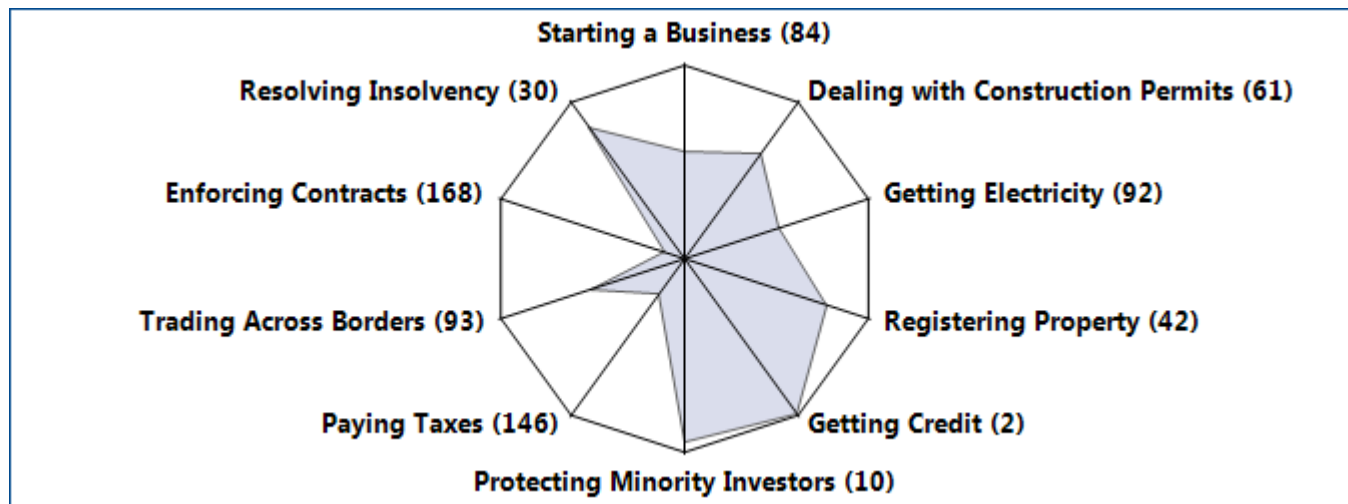 Starting a Business (84)
Resolving Insolvency (30)
Dealing with Construction Permits (61)
Enforcing Contracts (168)
Getting Electricity (92)
Trading Across Borders (93)
Registering Property (42)
Paying Taxes (146)
Getting Credit (2)
Protecting Minority Investors (10)